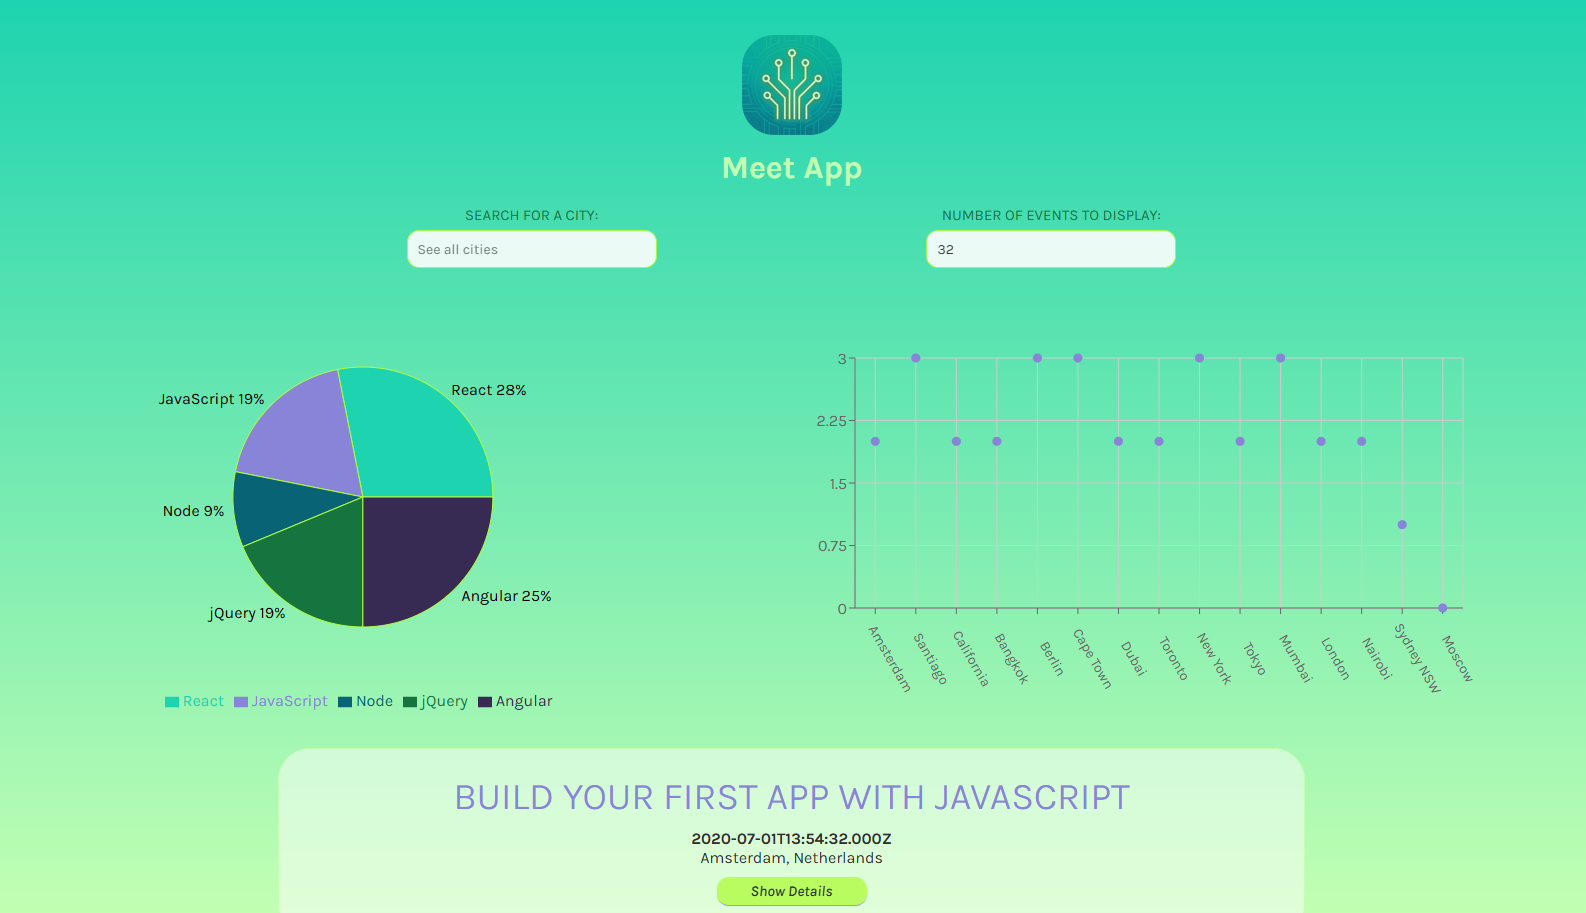 Meet App
SEARCH FOR A CITY:
See all cities
NUMBER OF EVENTS TO DISPLAY:
32
React 28%
JavaScript 19%
Node 9%
jQuery 19%
Angular 25%
React JavaScript Node jQuery Angular
3
2.25
1.5
0.75
0
Amsterdam
Santiago
California
Bangkok
Berlin
Cape Town
Dubai
Toronto
New York
Tokyo
Mumbai
London
Nairobi
Sydney NSW
Moscow
BUILD YOUR FIRST APP WITH JAVASCRIPT
2020-07-01T13:54:32.000Z
Amsterdam, Netherlands
Show Details